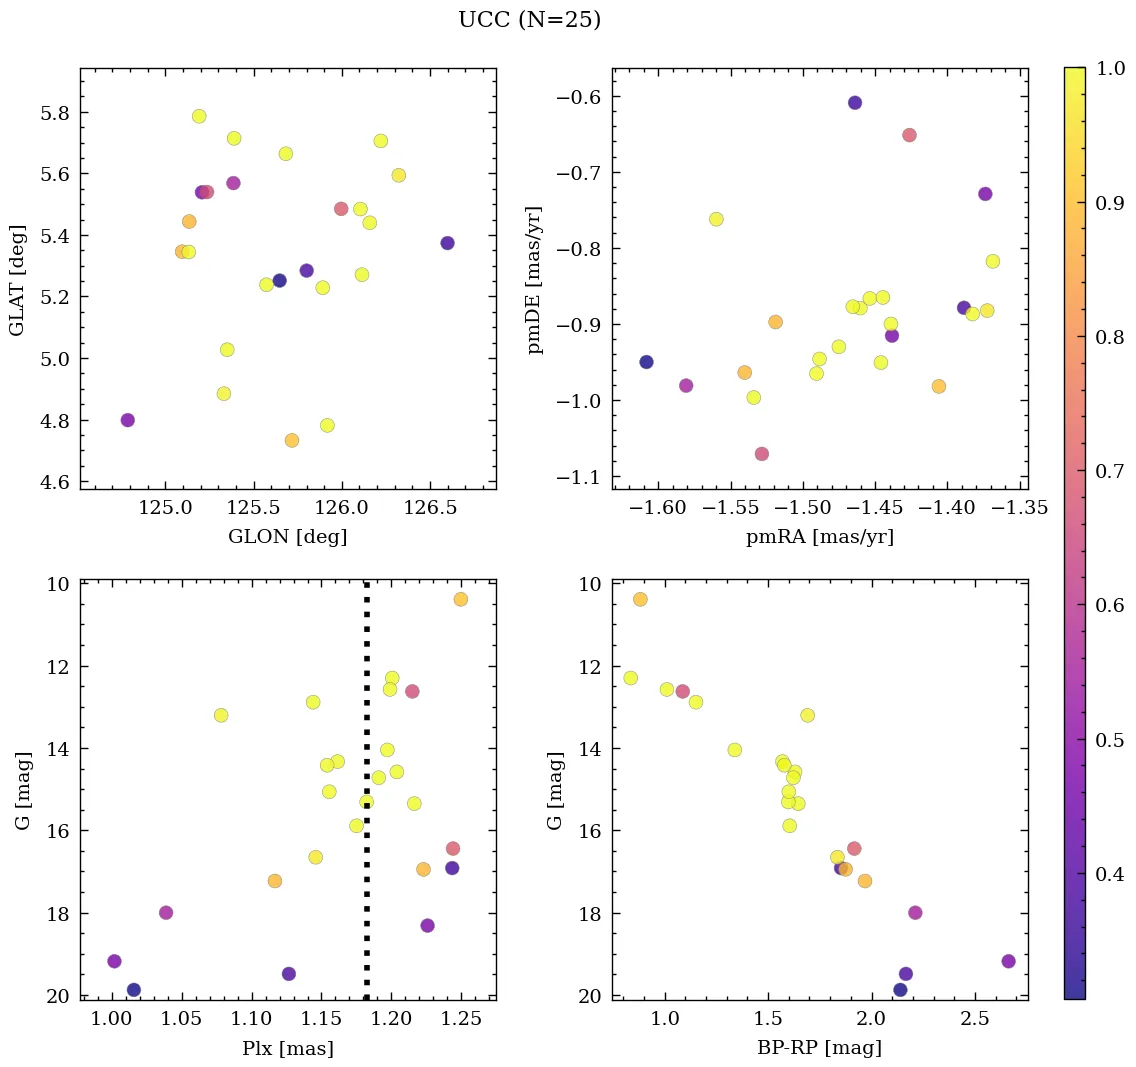 UCC (N=25)
5.8
5.6
5.4
5.2
5.0
4.8
4.6
GLAT [deg]
125.0 125.5 126.0 126.5
GLON [deg]
−0.6
−0.7
−0.8
−0.9
−1.0
−1.1
pmDE [mas/yr]
−1.60 −1.55 −1.50 −1.45 −1.40 −1.35
pmRA [mas/yr]
10
12
14
16
18
20
G [mag]
1.00 1.05 1.10 1.15 1.20 1.25
Plx [mas]
10
12
14
16
18
20
G [mag]
1.0 1.5 2.0 2.5
BP-RP [mag]
1.0
0.9
0.8
0.7
0.6
0.5
0.4